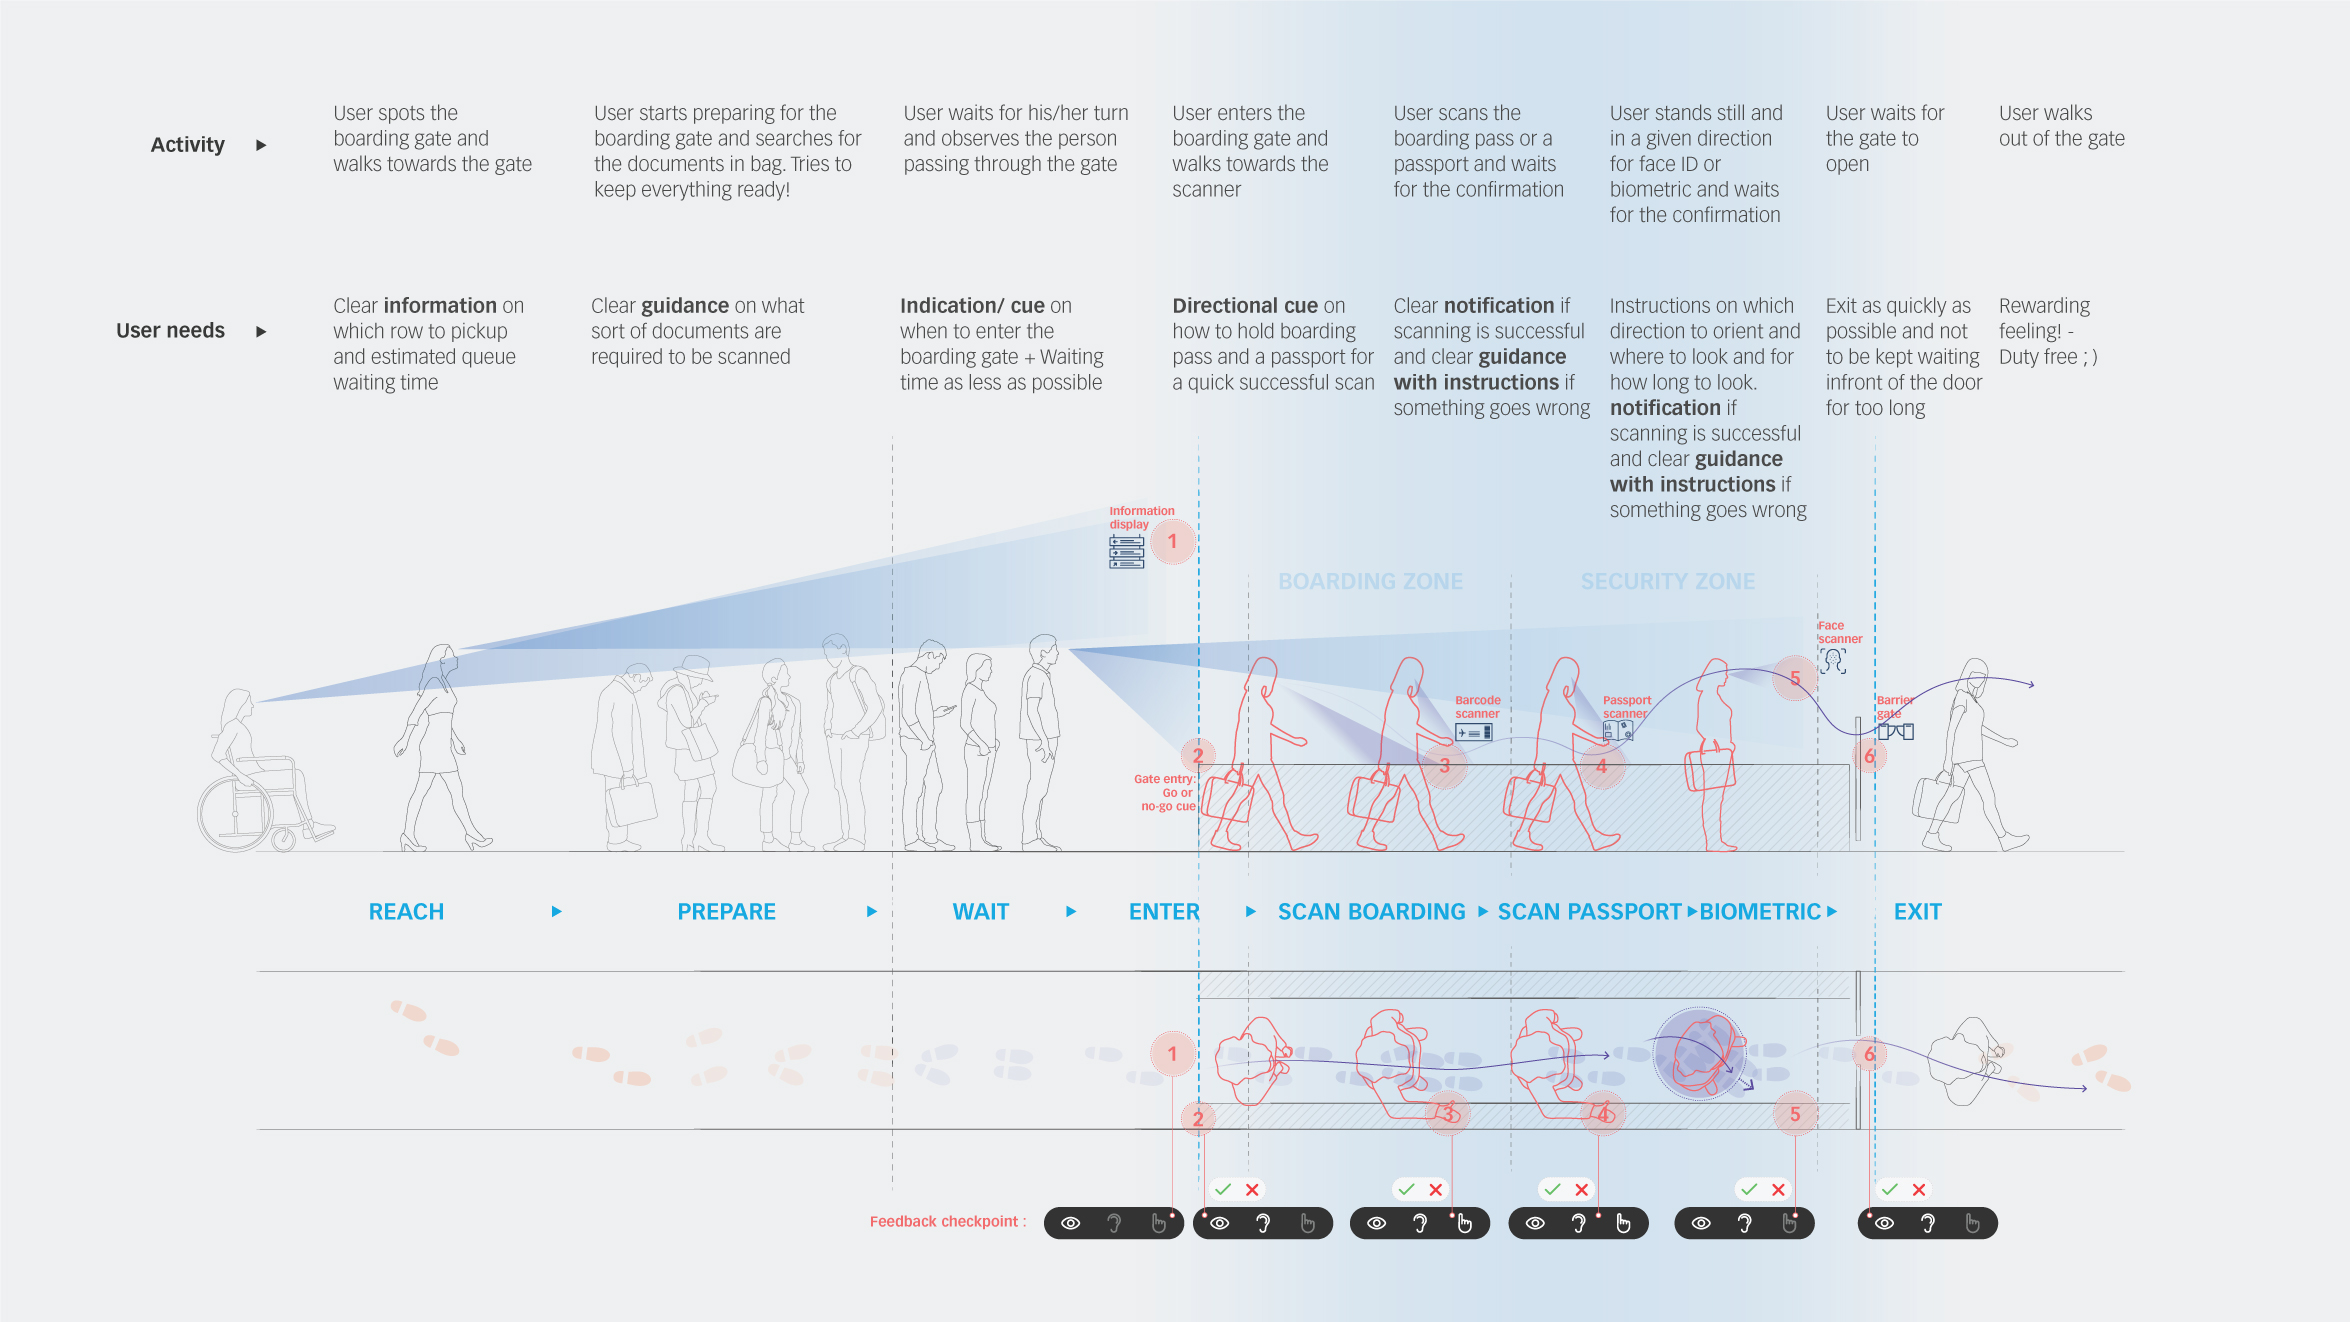 Activity
User spots the
boarding gate and
walks towards the gate
User starts preparing for the
boarding gate and searches for
the documents in bag. Tries to
keep everything ready!
User waits for his/her turn
and observes the person
passing through the gate
User enters the
boarding gate and
walks towards the
scanner
User scans the
boarding pass or a
passport and waits
for the confirmation
User stands still and
in a given direction
for face ID or
biometric and waits
for the confirmation
User waits for
the gate to
open
User walks
out of the gate
User needs
Clear information on
which row to pickup
and estimated queue
waiting time
Clear guidance on what
sort of documents are
required to be scanned
Indication/ cue on
when to enter the
boarding gate + Waiting
time as less as possible
Directional cue on
how to hold boarding
pass and a passport for
a quick successful scan
Clear notification if
scanning is successful
and clear guidance
with instructions if
something goes wrong
Instructions on which
direction to orient and
where to look and for
how long to look.
notification if
scanning is successful
and clear guidance
with instructions if
something goes wrong
Exit as quickly as
possible and not
to be kept waiting
infront of the door
for too long
Rewarding
feeling! -
Duty free ; )
Information
display
1
BOARDING ZONE
SECURITY ZONE
Face
scanner
5
Barcode
scanner
Passport
scanner
Barrier
gate
2
3
4
6
Gate entry:
Go or
no-go cue
REACH
PREPARE
WAIT
ENTER
SCAN BOARDING
SCAN PASSPORT
BIOMETRIC
EXIT
1
6
2
3
4
5
Feedback checkpoint :